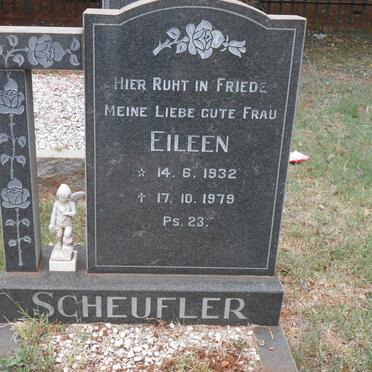 HIER RUHT IN FRIEDE
MEINE LIEBE GUTE FRAU
EILEEN
☆ 14. 6. 1932
✝ 17. 10. 1979
PS. 23.
SCHEUFLER